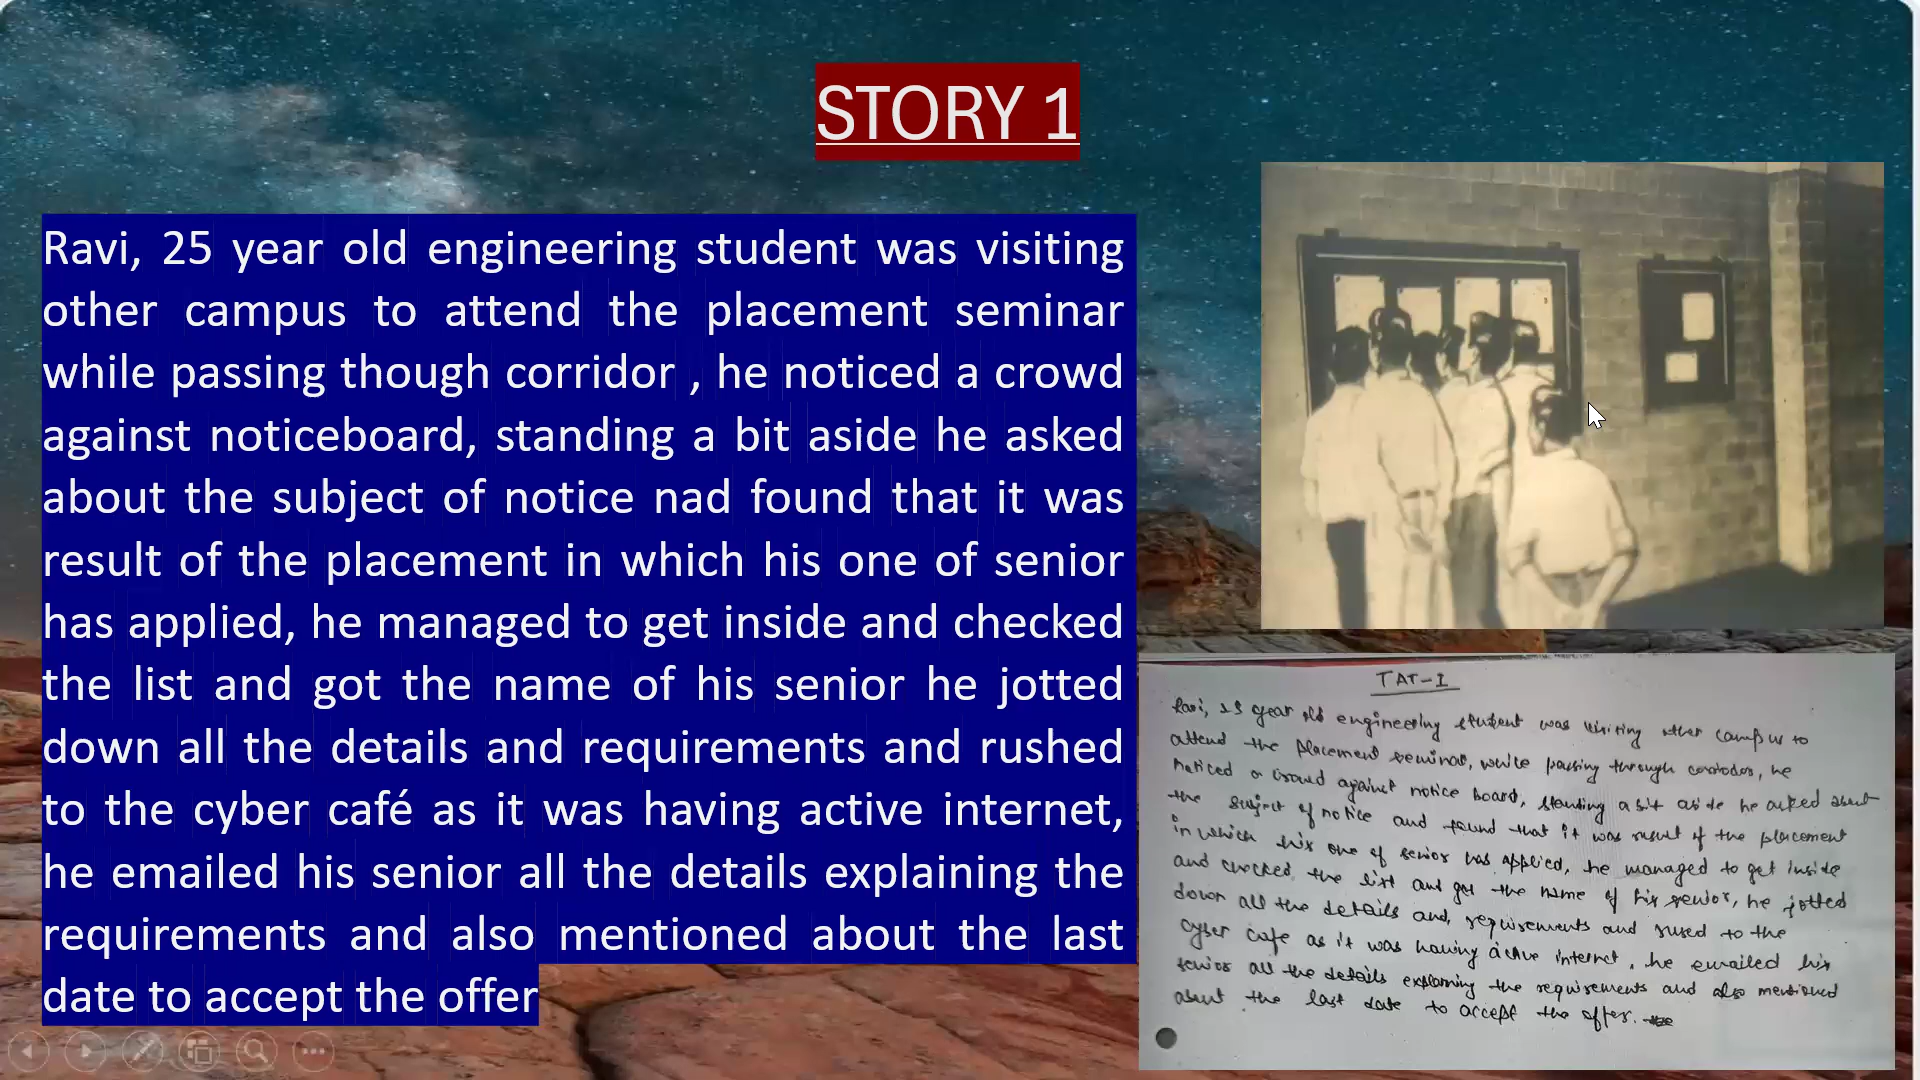 STORY 1
Ravi, 25 year old engineering student was visiting
other campus to attend the placement seminar
while passing though corridor , he noticed a crowd
against noticeboard, standing a bit aside he asked
about the subject of notice nad found that it was
result of the placement in which his one of senior
has applied, he managed to get inside and checked
the list and got the name of his senior he jotted
down all the details and requirements and rushed
to the cyber café as it was having active internet,
he emailed his senior all the details explaining the
requirements and also mentioned about the last
date to accept the offer
TAT-I
Ravi, 25 year old engineering student was visiting other campus to
attend the placement seminar, while passing through corridor, he
noticed a crowd against notice board, standing a bit aside he asked about
the subject of notice and found that it was result of the placement
in which his one of senior has applied, he managed to get inside
and checked the list and got the name of his senior, he jotted
down all the details and requirements and rused to the
cyber cafe as it was having active internet, he emailed his
senior all the details explaining the requirements and also mentioned
about the last date to accept the offer.